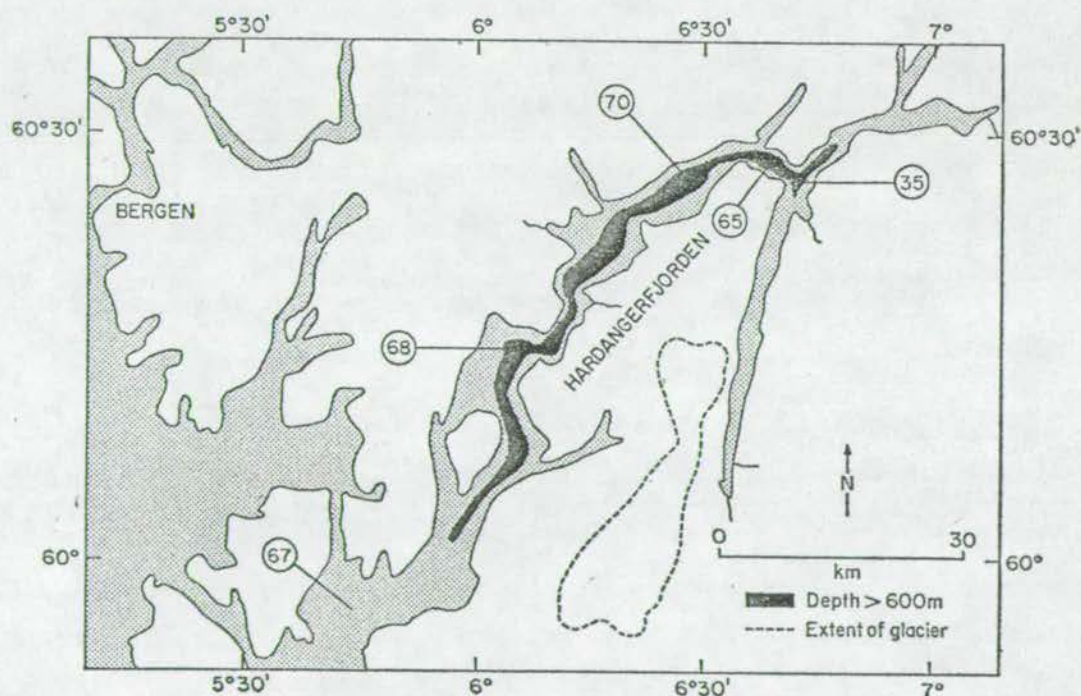 5°30' 6° 6°30' 7°
70
60°30' 60°30'
35
BERGEN 65
HARDANGERFJORDEN
68
N
0 30
67
60° 60°
km
Depth > 600m
Extent of glacier
5°30' 6° 6°30' 7°